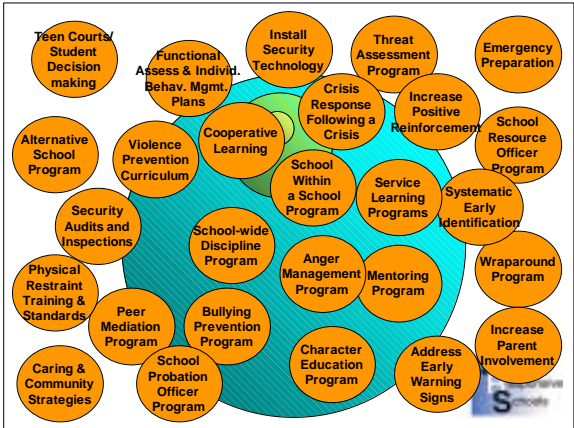 Teen Courts/
Student
Decision
making
Functional
Assess & Individ.
Behav. Mgmt.
Plans
Install
Security
Technology
Threat
Assessment
Program
Emergency
Preparation
Crisis
Response
Following a
Crisis
Increase
Positive
Reinforcement
School
Resource
Officer
Program
Alternative
School
Program
Violence
Prevention
Curriculum
Cooperative
Learning
School
Within
a School
Program
Service
Learning
Programs
Systematic
Early
Identification
Security
Audits and
Inspections
School-wide
Discipline
Program
Anger
Management
Program
Mentoring
Program
Wraparound
Program
Physical
Restraint
Training &
Standards
Peer
Mediation
Program
Bullying
Prevention
Program
Increase
Parent
Involvement
Caring &
Community
Strategies
School
Probation
Officer
Program
Character
Education
Program
Address
Early
Warning
Signs
Schools